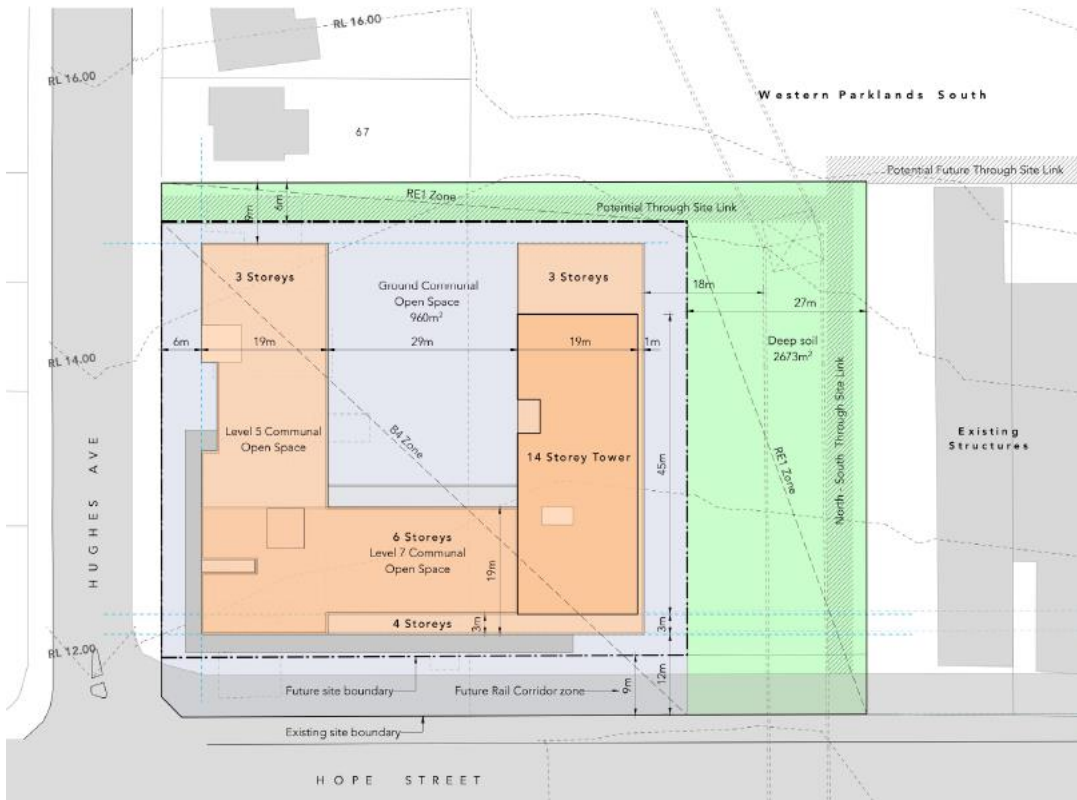 RL 16.00
RL 16.00
Western Parklands South
67
Potential Future Through Site Link
RE1 Zone
Potential Through Site Link
9m
6m
3 Storeys
Ground Communal
Open Space
960m²
3 Storeys
18m
27m
6m
19m
29m
19m
1m
Deep soil
2673m²
RL 14.00
Level 5 Communal
Open Space
B4 Zone
14 Storey Tower
45m
RE1 Zone
North - South Through Site Link
Existing
Structures
HUGHES AVE
6 Storeys
Level 7 Communal
Open Space
19m
4 Storeys
3m
3m
RL 12.00
12m
9m
Future site boundary
Future Rail Corridor zone
Existing site boundary
HOPE STREET